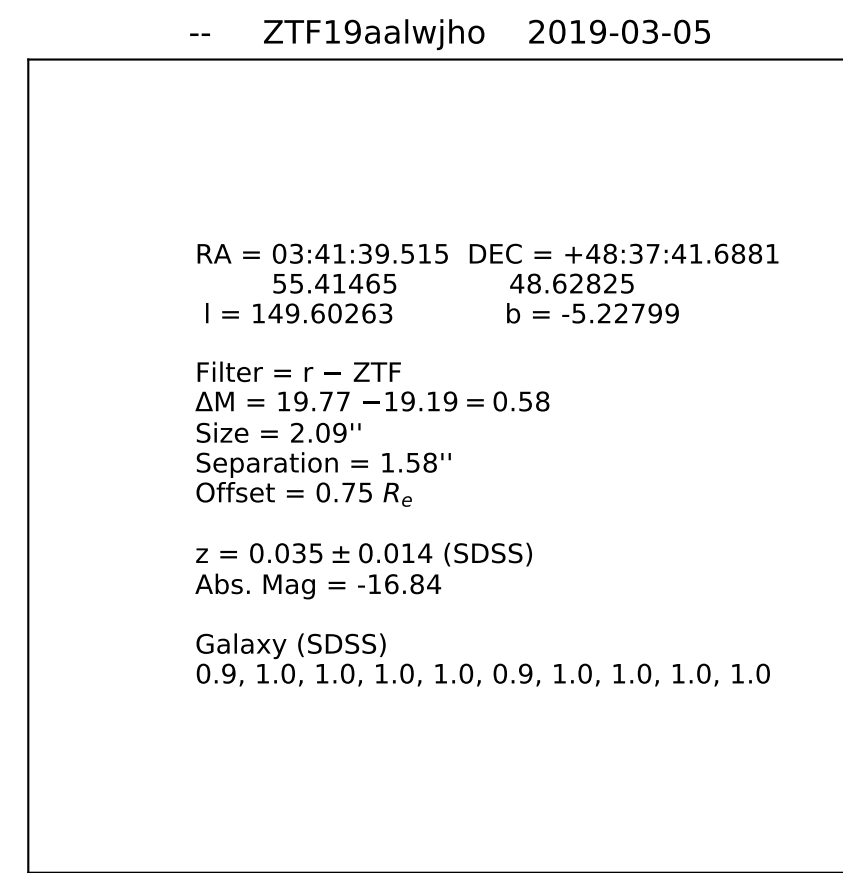 -- ZTF19aalwjho 2019-03-05
RA = 03:41:39.515 DEC = +48:37:41.6881
55.41465 48.62825
l = 149.60263 b = -5.22799
Filter = r − ZTF
ΔM = 19.77 −19.19 = 0.58
Size = 2.09''
Separation = 1.58''
Offset = 0.75 Rₑ
z = 0.035 ± 0.014 (SDSS)
Abs. Mag = -16.84
Galaxy (SDSS)
0.9, 1.0, 1.0, 1.0, 1.0, 0.9, 1.0, 1.0, 1.0, 1.0